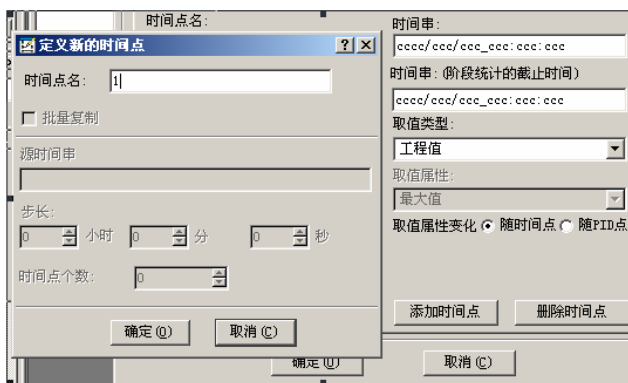 时间点名:
定义新的时间点
时间点名: 1
批量复制
源时间串
步长:
0 小时 0 分 0 秒
时间点个数: 0
确定(O) 取消(C)
时间串:
cccc/ccc/ccc_ccc:ccc:ccc
时间串:(阶段统计的截止时间)
cccc/ccc/ccc_ccc:ccc:ccc
取值类型:
工程值
取值属性:
最大值
取值属性变化 随时间点 随PID点
添加时间点 删除时间点
确定(O) 取消(C)